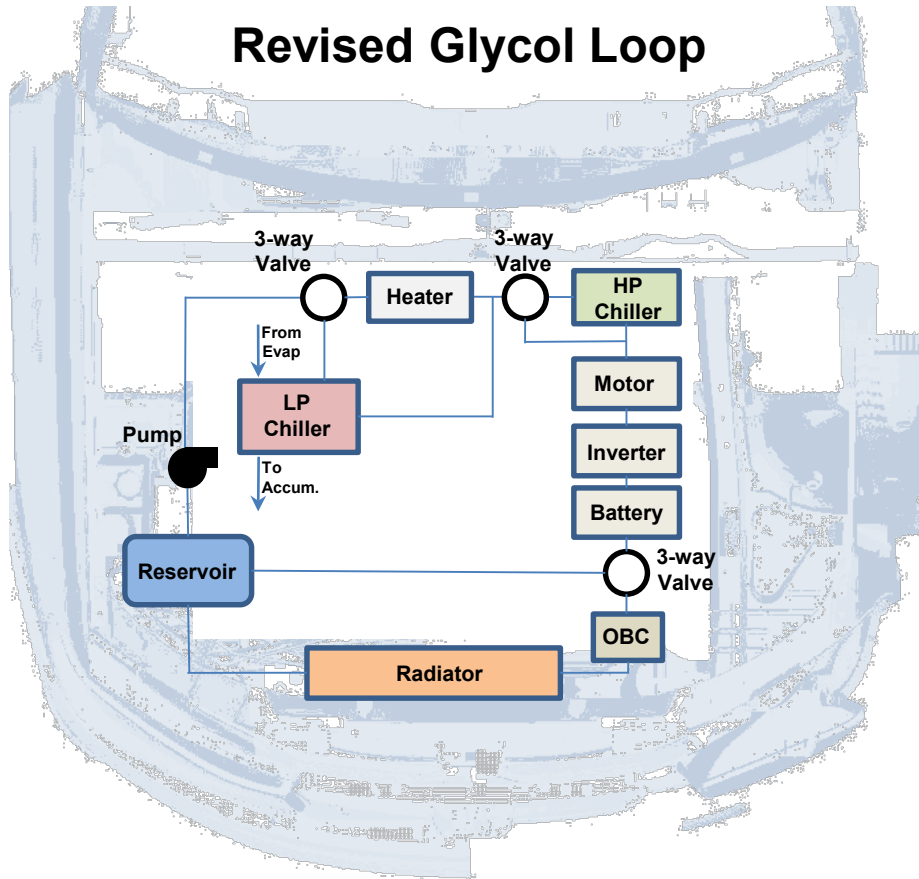 Revised Glycol Loop
3-way
Valve
3-way
Valve
Heater
HP
Chiller
From
Evap
LP
Chiller
Motor
Pump
Inverter
To
Accum.
Battery
Reservoir
3-way
Valve
OBC
Radiator